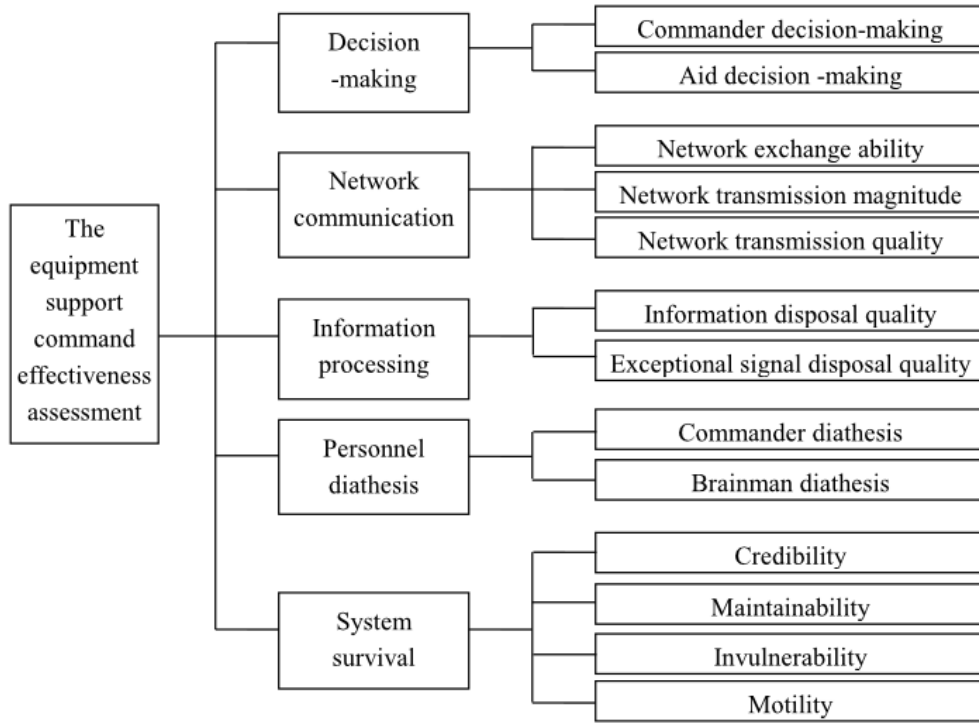 The
equipment
support
command
effectiveness
assessment
Decision
-making
Commander decision-making
Aid decision -making
Network
communication
Network exchange ability
Network transmission magnitude
Network transmission quality
Information
processing
Information disposal quality
Exceptional signal disposal quality
Personnel
diathesis
Commander diathesis
Brainman diathesis
System
survival
Credibility
Maintainability
Invulnerability
Motility